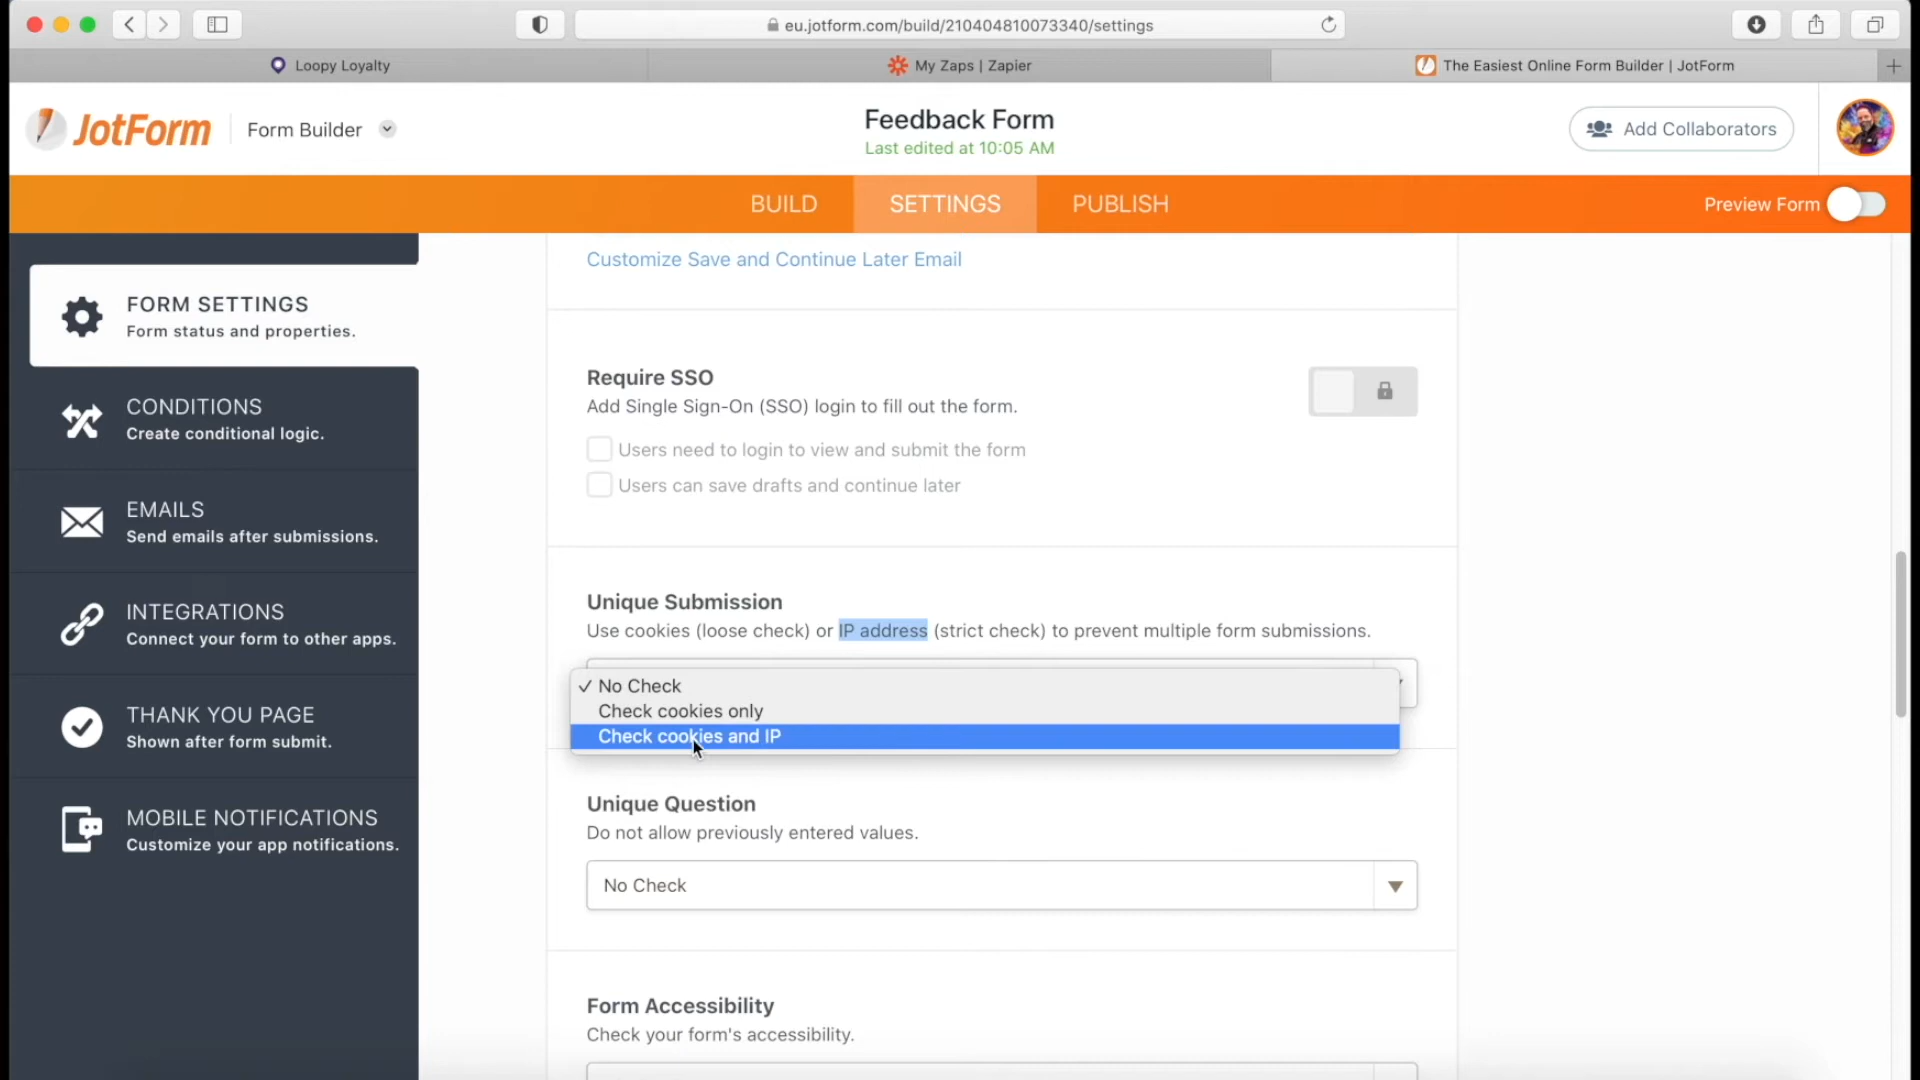 eu.jotform.com/build/210404810073340/settings
Loopy Loyalty
My Zaps | Zapier
The Easiest Online Form Builder | JotForm
JotForm
Form Builder
Feedback Form
Last edited at 10:05 AM
Add Collaborators
BUILD
SETTINGS
PUBLISH
Preview Form
FORM SETTINGS
Form status and properties.
CONDITIONS
Create conditional logic.
EMAILS
Send emails after submissions.
INTEGRATIONS
Connect your form to other apps.
THANK YOU PAGE
Shown after form submit.
MOBILE NOTIFICATIONS
Customize your app notifications.
Customize Save and Continue Later Email
Require SSO
Add Single Sign-On (SSO) login to fill out the form.
Users need to login to view and submit the form
Users can save drafts and continue later
Unique Submission
Use cookies (loose check) or IP address (strict check) to prevent multiple form submissions.
✓ No Check
Check cookies only
Check cookies and IP
Unique Question
Do not allow previously entered values.
No Check
Form Accessibility
Check your form's accessibility.